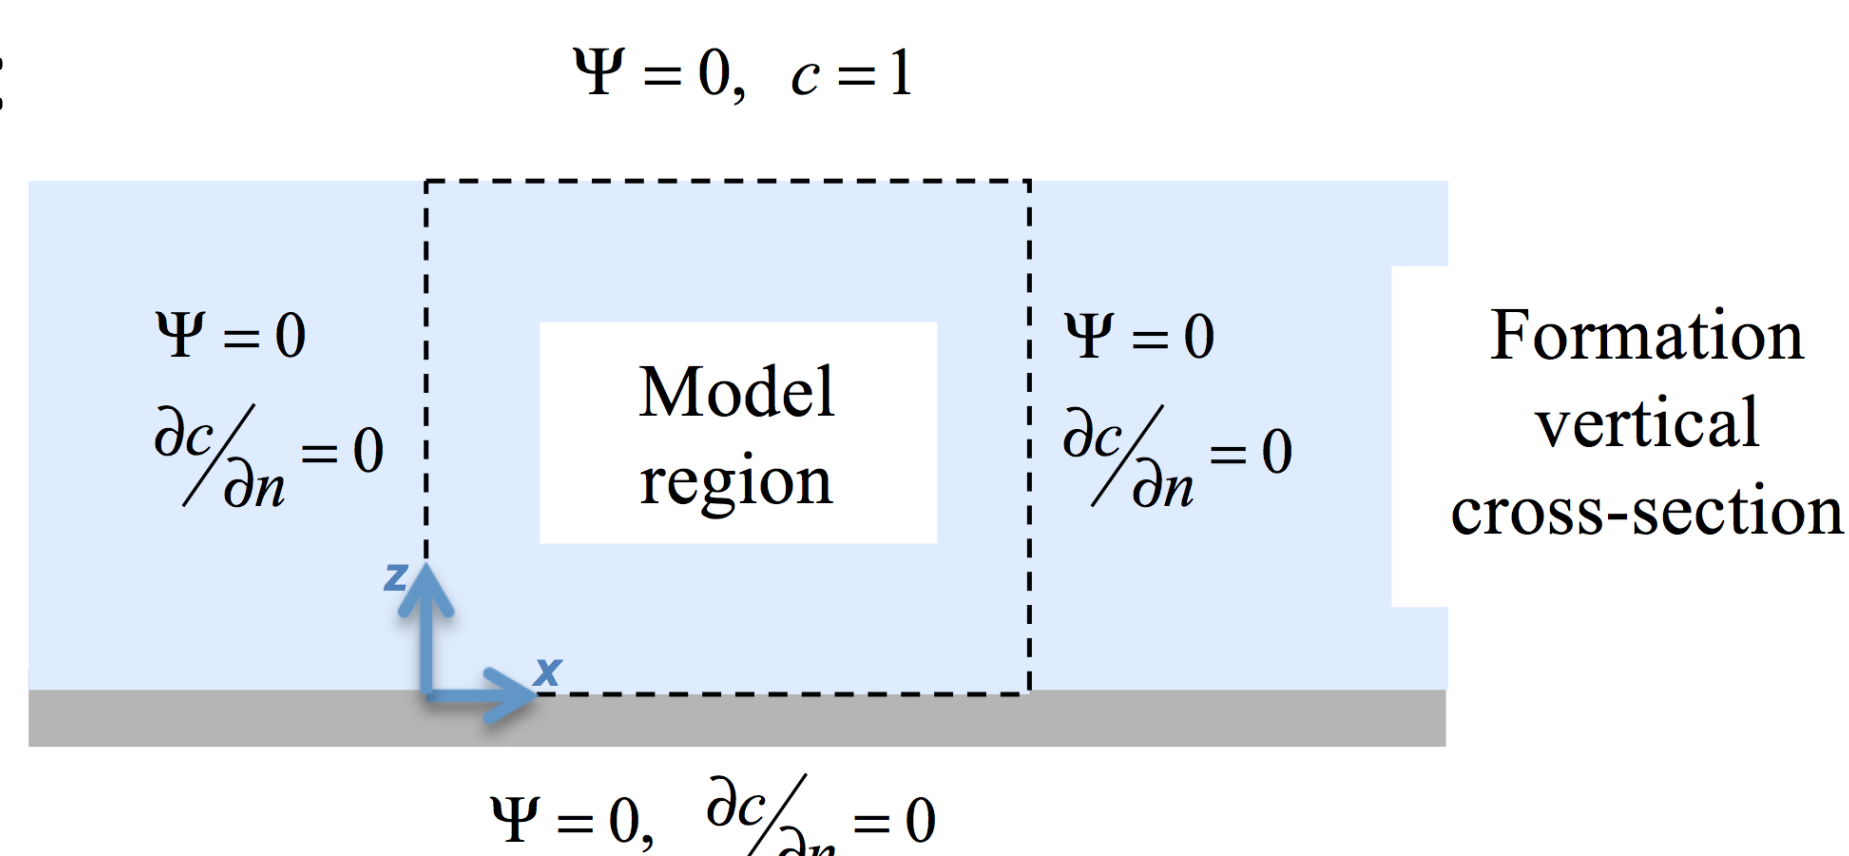 :
Ψ = 0, c = 1
Ψ = 0
∂c/∂n = 0
Model
region
Ψ = 0
∂c/∂n = 0
Formation
vertical
cross-section
z
x
Ψ = 0, ∂c/∂n = 0